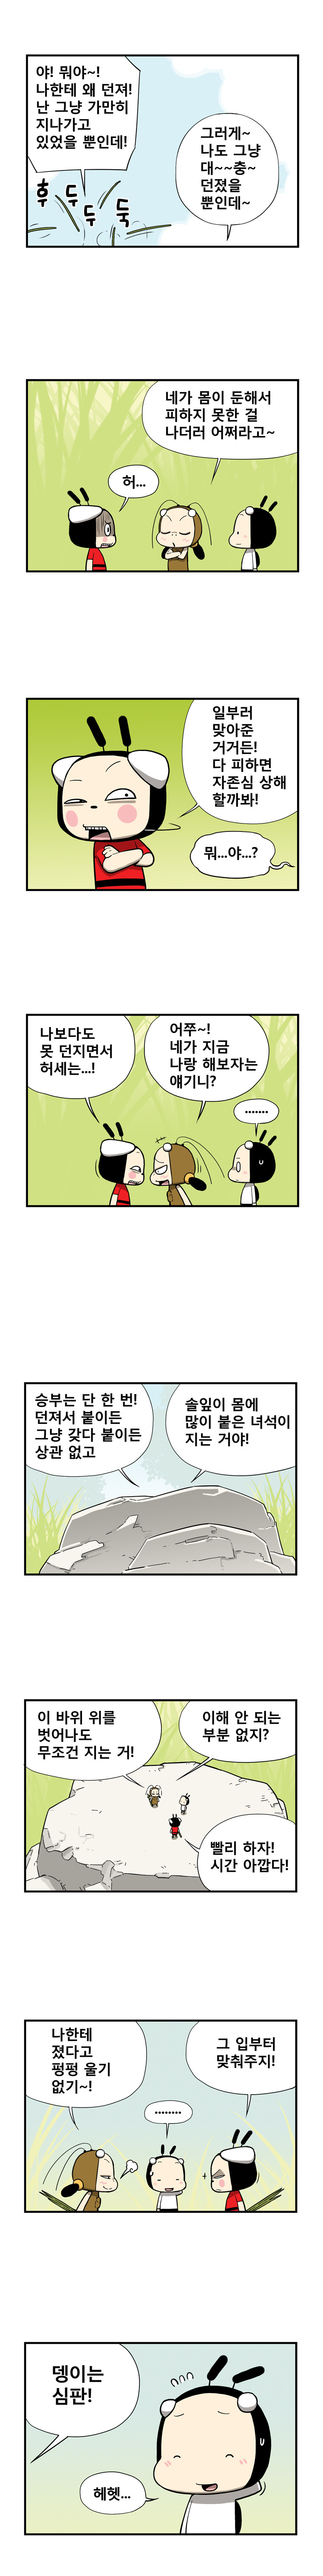 야! 뭐야~!
나한테 왜 던져!
난 그냥 가만히
지나가고
있었을 뿐인데!
그러게~
나도 그냥
대~~충~
던졌을
뿐인데~
후두두둑
네가 몸이 둔해서
피하지 못한 걸
나더러 어쩌라고~
허...
일부러
맞아준
거거든!
다 피하면
자존심 상해
할까봐!
뭐...야...?
나보다도
못 던지면서
허세는...!
어쭈~!
네가 지금
나랑 해보자는
얘기니?
.......
승부는 단 한 번!
던져서 붙이든
그냥 갖다 붙이든
상관 없고
솔잎이 몸에
많이 붙은 녀석이
지는 거야!
이 바위 위를
벗어나도
무조건 지는 거!
이해 안 되는
부분 없지?
빨리 하자!
시간 아깝다!
나한테
졌다고
펑펑 울기
없기~!
그 입부터
맞춰주지!
........
뎅이는
심판!
헤헷...